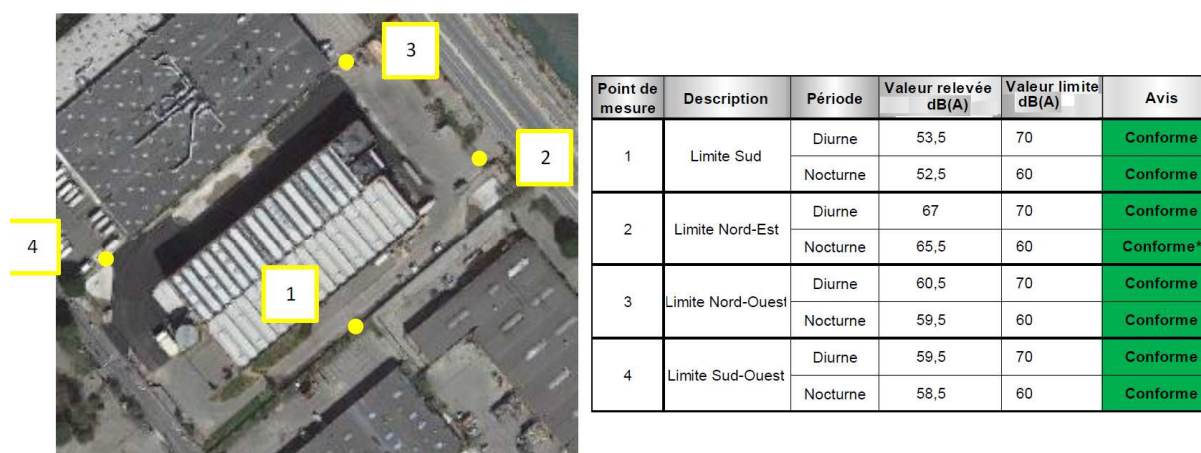 3
2
4
1
Point de mesure Description Période Valeur relevée dB(A) Valeur limite dB(A) Avis
1 Limite Sud Diurne 53,5 70 Conforme
Nocturne 52,5 60 Conforme
2 Limite Nord-Est Diurne 67 70 Conforme
Nocturne 65,5 60 Conforme*
3 Limite Nord-Ouest Diurne 60,5 70 Conforme
Nocturne 59,5 60 Conforme
4 Limite Sud-Ouest Diurne 59,5 70 Conforme
Nocturne 58,5 60 Conforme